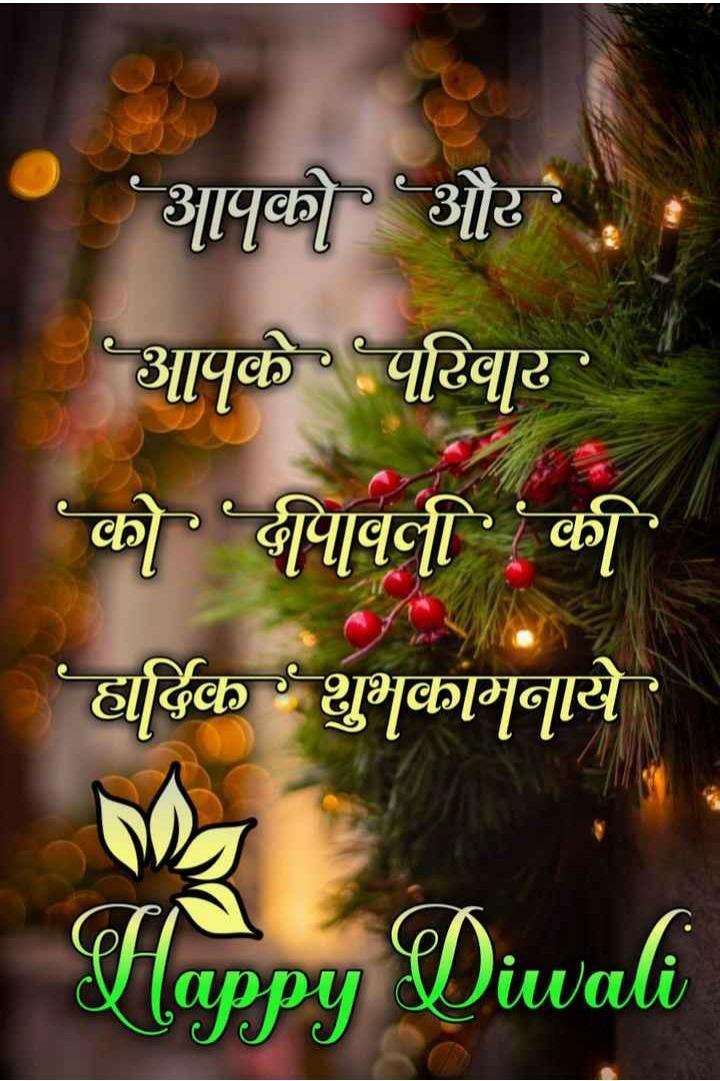 आपको और
आपके परिवार
को दीपावली की
हार्दिक शुभकामनाये
Happy Diwali